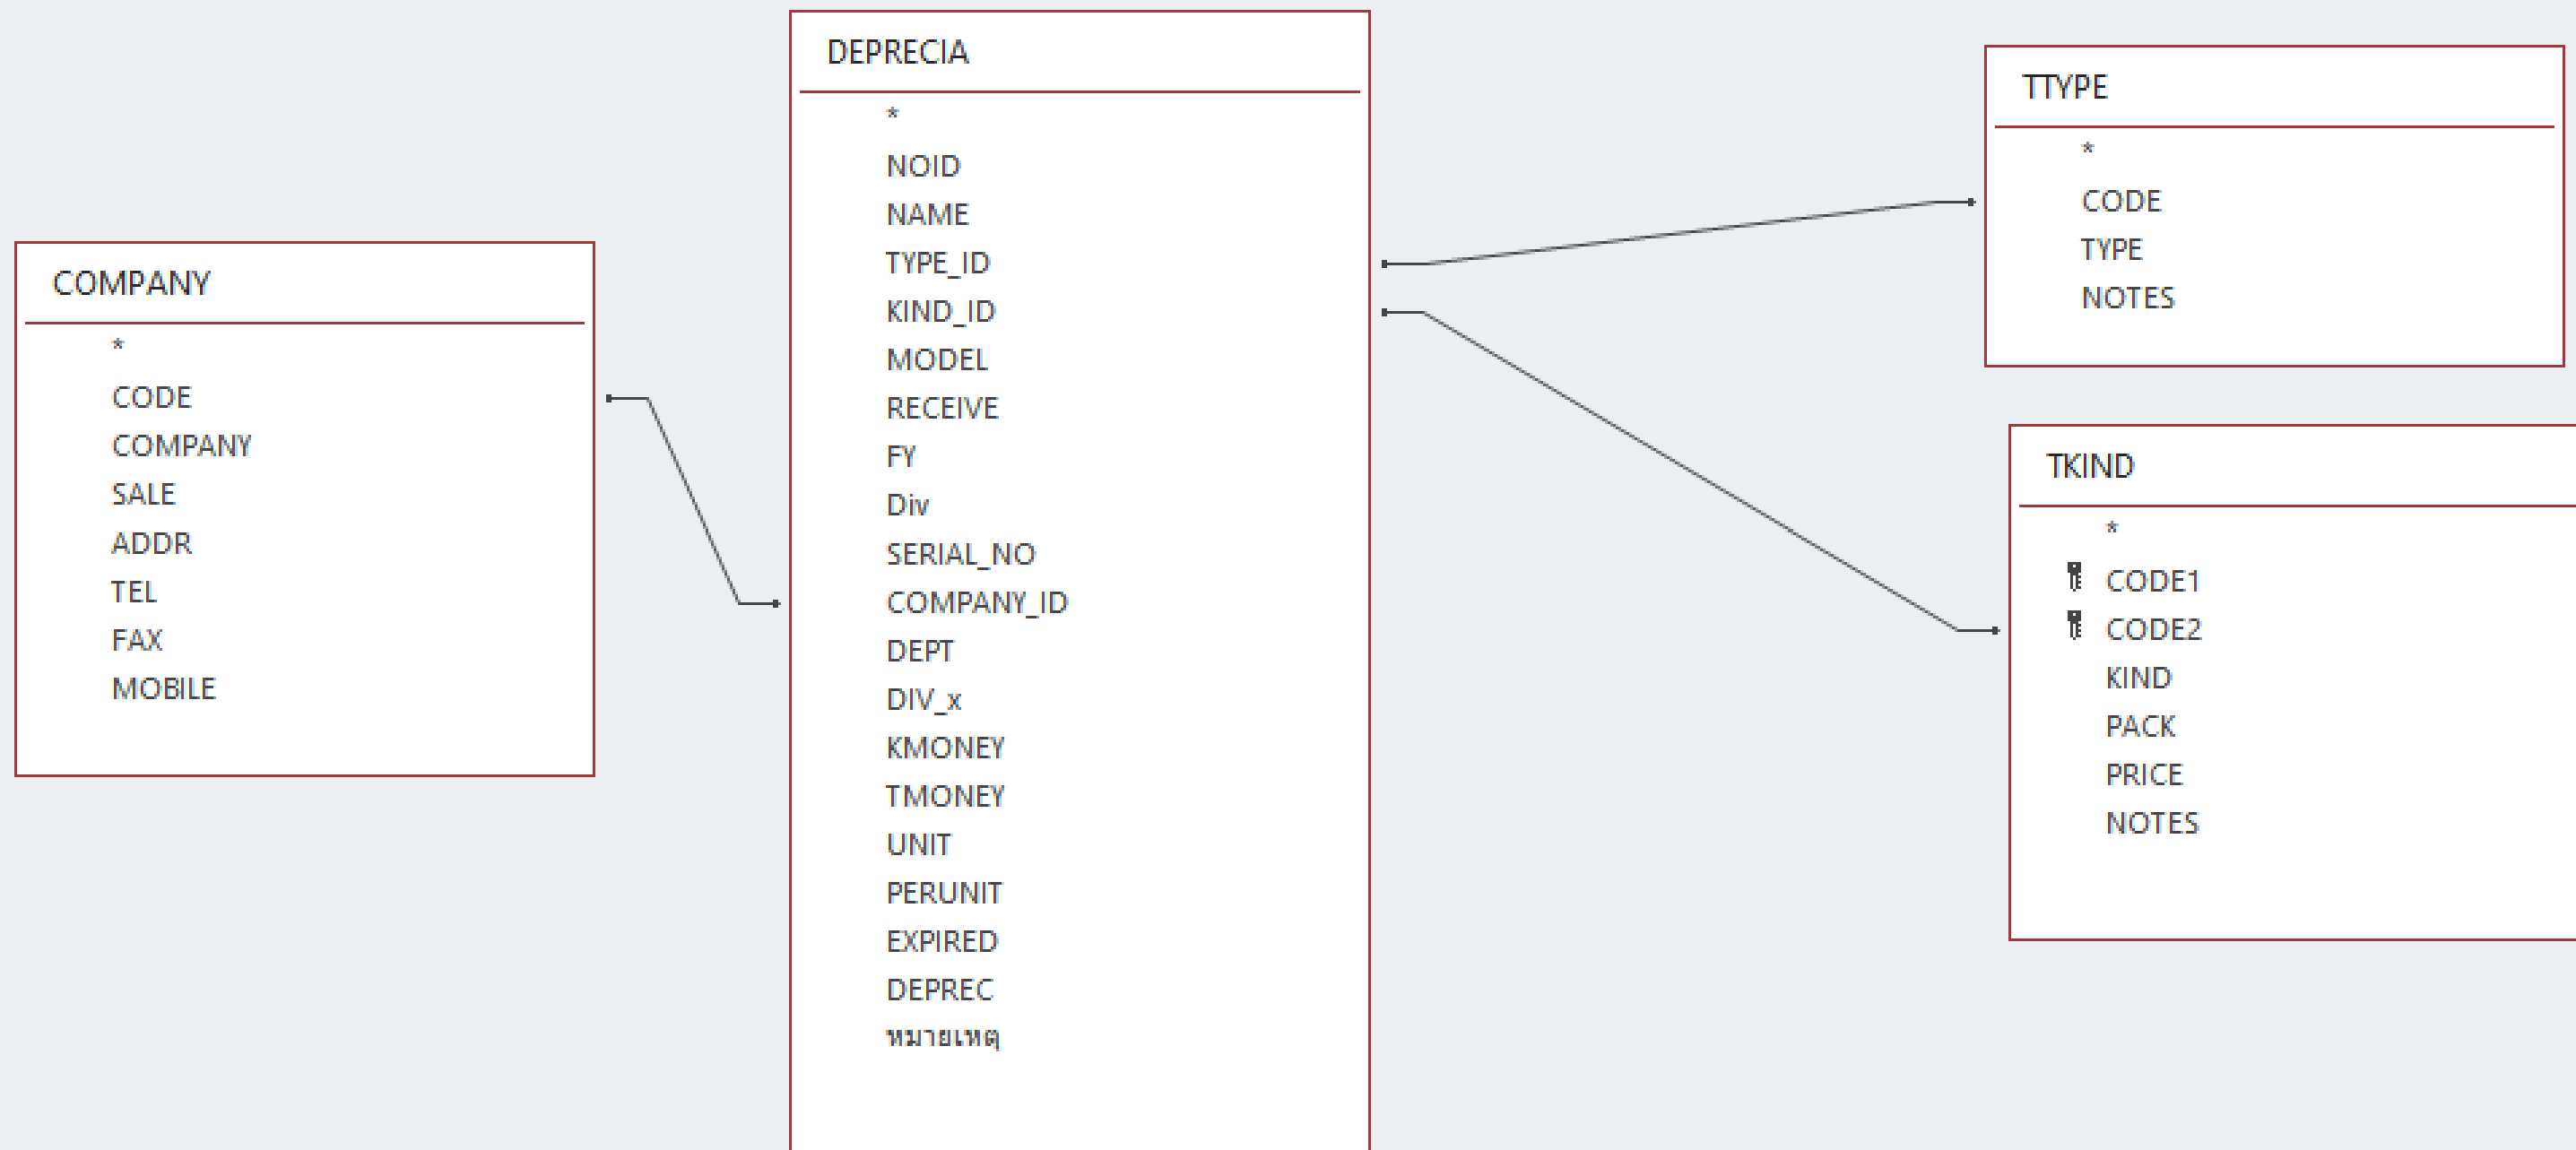 COMPANY
*
CODE
COMPANY
SALE
ADDR
TEL
FAX
MOBILE
DEPRECIA
*
NOID
NAME
TYPE_ID
KIND_ID
MODEL
RECEIVE
FY
Div
SERIAL_NO
COMPANY_ID
DEPT
DIV_x
KMONEY
TMONEY
UNIT
PERUNIT
EXPIRED
DEPREC
หมายเหตุ
TTYPE
*
CODE
TYPE
NOTES
TKIND
*
CODE1
CODE2
KIND
PACK
PRICE
NOTES